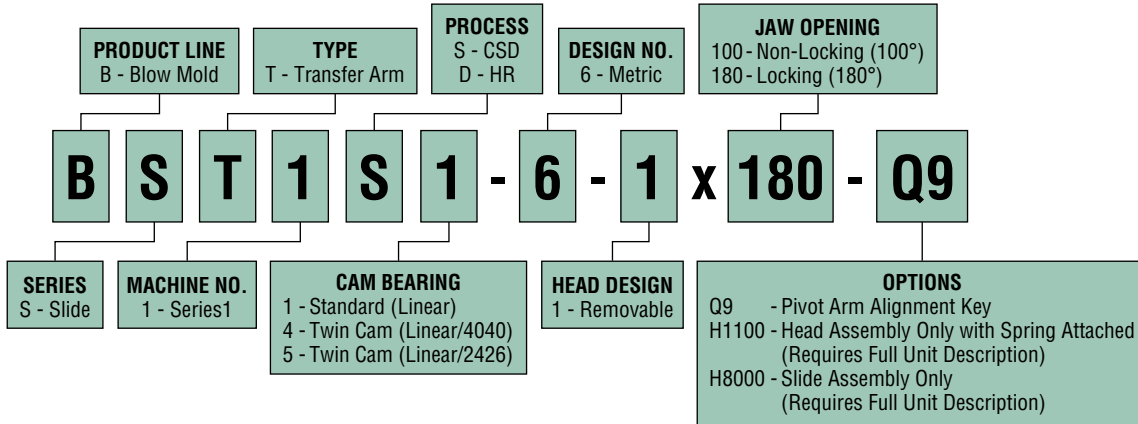 PRODUCT LINE
B - Blow Mold
TYPE
T - Transfer Arm
PROCESS
S - CSD
D - HR
DESIGN NO.
6 - Metric
JAW OPENING
100 - Non-Locking (100°)
180 - Locking (180°)
B S T 1 S 1 - 6 - 1 x 180 - Q9
SERIES
S - Slide
MACHINE NO.
1 - Series1
CAM BEARING
1 - Standard (Linear)
4 - Twin Cam (Linear/4040)
5 - Twin Cam (Linear/2426)
HEAD DESIGN
1 - Removable
OPTIONS
Q9 - Pivot Arm Alignment Key
H1100 - Head Assembly Only with Spring Attached
(Requires Full Unit Description)
H8000 - Slide Assembly Only
(Requires Full Unit Description)